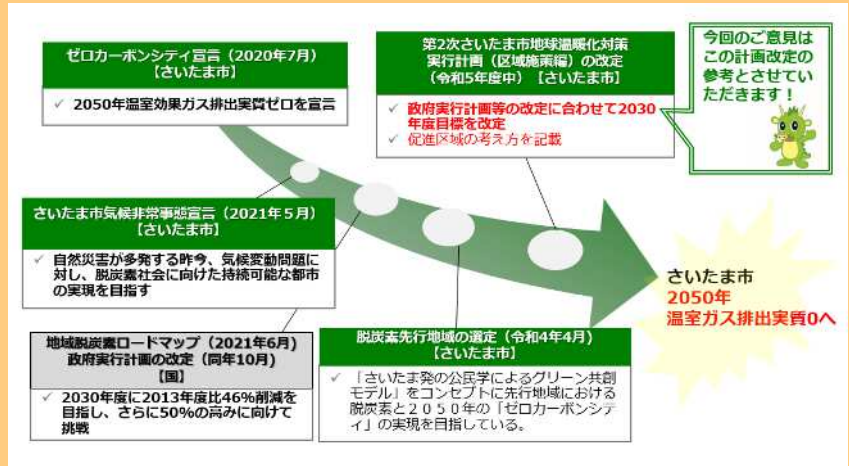 ゼロカーボンシティ宣言（2020年7月）
【さいたま市】
✓ 2050年温室効果ガス排出実質ゼロを宣言
第2次さいたま市地球温暖化対策
実行計画（区域施策編）の改定
（令和5年度中）【さいたま市】
✓ 政府実行計画等の改定に合わせて2030
年度目標を改定
✓ 促進区域の考え方を記載
今回のご意見は
この計画改定の
参考とさせてい
ただきます！
さいたま市気候非常事態宣言（2021年５月）
【さいたま市】
✓ 自然災害が多発する昨今、気候変動問題に
対し、脱炭素社会に向けた持続可能な都市
の実現を目指す
地域脱炭素ロードマップ（2021年6月）
政府実行計画の改定（同年10月）
【国】
✓ 2030年度に2013年度比46%削減を
目指し、さらに50%の高みに向けて
挑戦
脱炭素先行地域の選定（令和4年4月）
【さいたま市】
✓ 「さいたま発の公民学によるグリーン共創
モデル」をコンセプトに先行地域における
脱炭素と２０５０年の「ゼロカーボンシテ
ィ」の実現を目指している。
さいたま市
2050年
温室ガス排出実質0へ